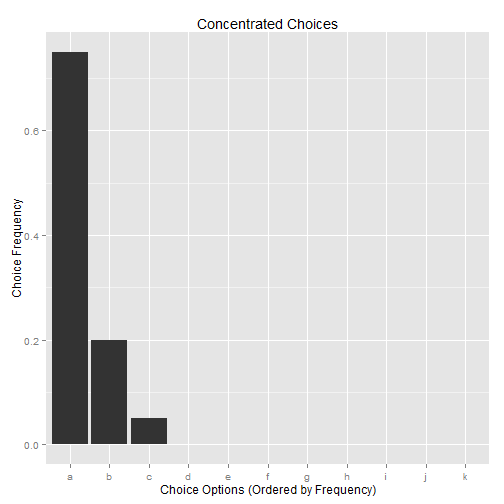 Concentrated Choices
Choice Frequency
0.6
0.4
0.2
0.0
a b c d e f g h i j k
Choice Options (Ordered by Frequency)